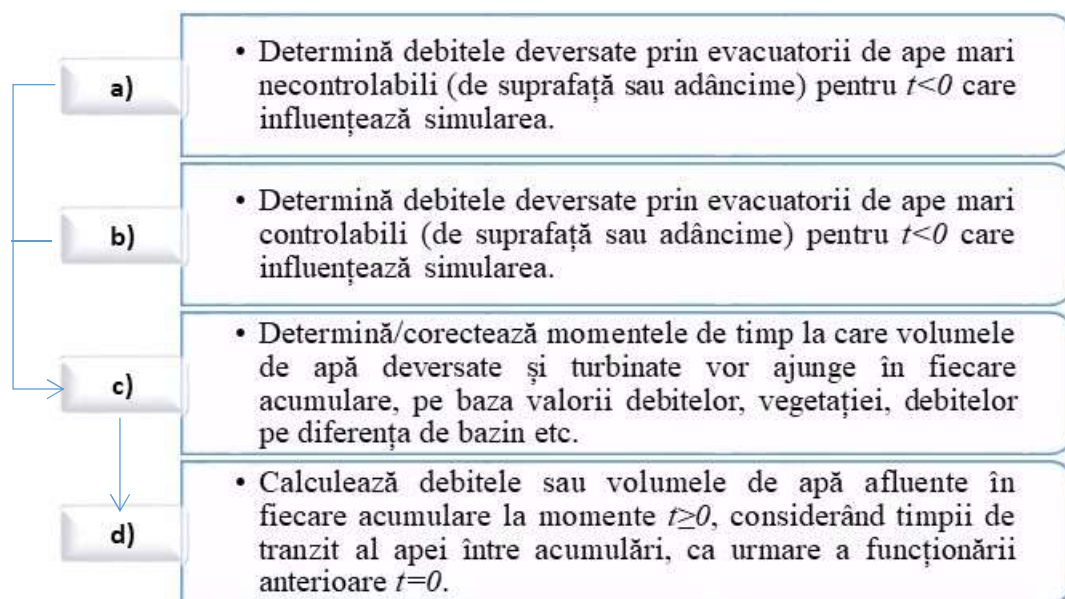 a)
• Determină debitele deversate prin evacuatorii de ape mari
necontrolabili (de suprafață sau adâncime) pentru t<0 care
influențează simularea.
b)
• Determină debitele deversate prin evacuatorii de ape mari
controlabili (de suprafață sau adâncime) pentru t<0 care
influențează simularea.
c)
• Determină/corectează momentele de timp la care volumele
de apă deversate și turbinate vor ajunge în fiecare
acumulare, pe baza valorii debitelor, vegetației, debitelor
pe diferența de bazin etc.
d)
• Calculează debitele sau volumele de apă afluente în
fiecare acumulare la momente t≥0, considerând timpii de
tranzit al apei între acumulări, ca urmare a funcționării
anterioare t=0.